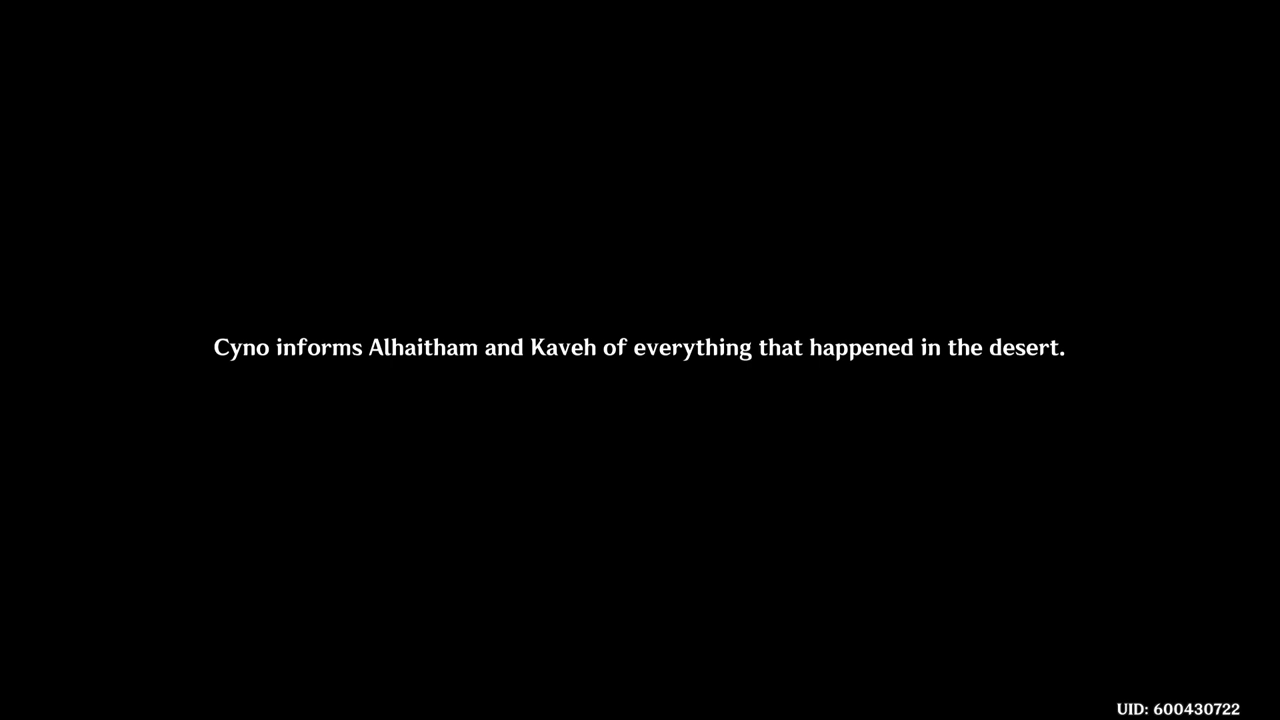 Cyno informs Alhaitham and Kaveh of everything that happened in the desert.
UID: 600430722